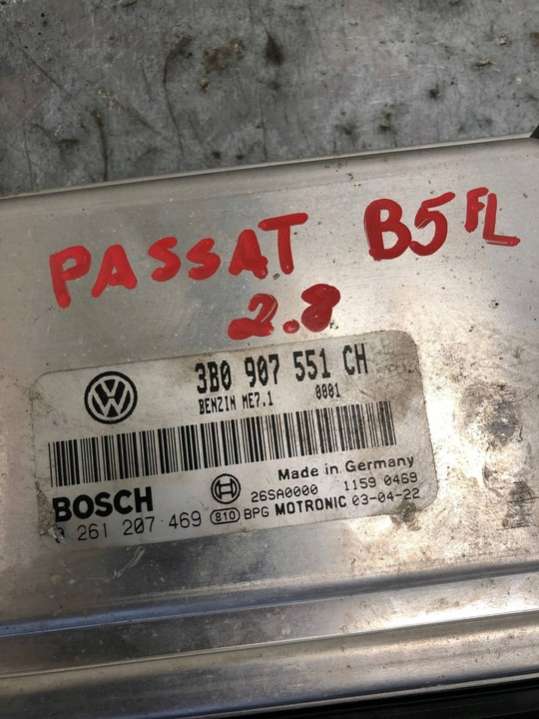 PASSAT B5 FL
2.8
3B0 907 551 CH
BENZIN ME7.1 0001
Made in Germany
BOSCH 26SA0000 1159 0469
0 261 207 469 810 BPG MOTRONIC 03-04-22